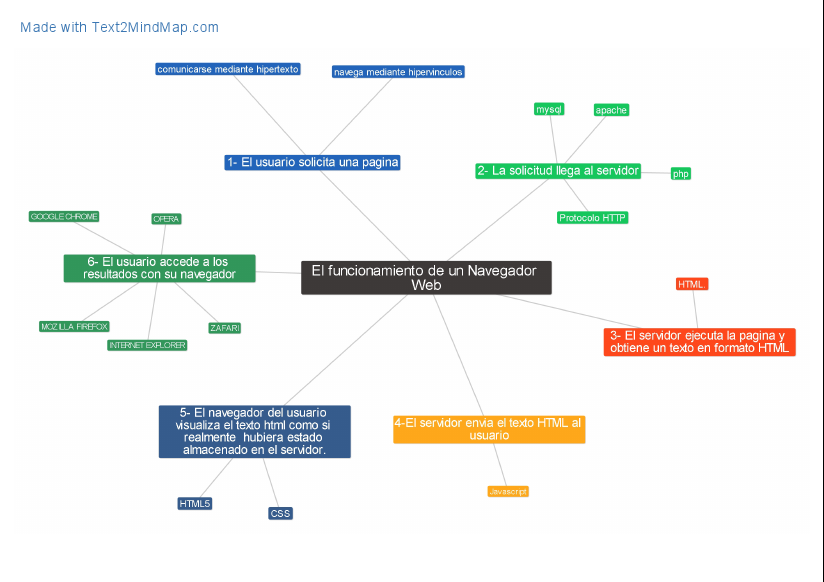 Made with Text2MindMap.com
comunicarse mediante hipertexto
navega mediante hipervinculos
1- El usuario solicita una pagina
mysql
apache
2- La solicitud llega al servidor
php
Protocolo HTTP
GOOGLE CHROME
OPERA
6- El usuario accede a los
resultados con su navegador
MOZILLA FIREFOX
INTERNET EXPLORER
ZAFARI
El funcionamiento de un Navegador
Web
HTML.
3- El servidor ejecuta la pagina y
obtiene un texto en formato HTML
5- El navegador del usuario
visualiza el texto html como si
realmente hubiera estado
almacenado en el servidor.
HTML5
CSS
4-El servidor envia el texto HTML al
usuario
Javascript